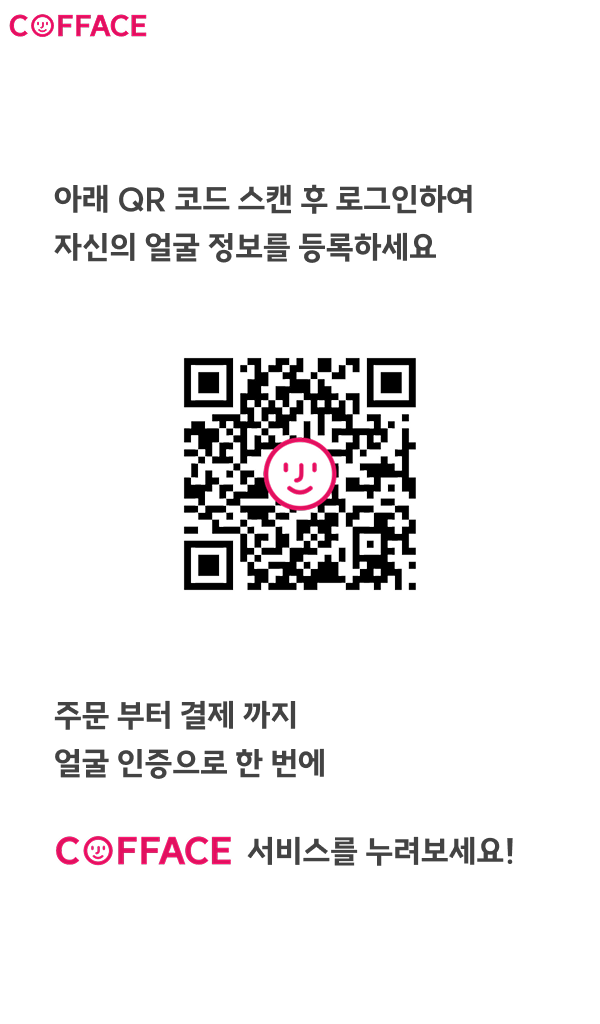 COFFACE
아래 QR 코드 스캔 후 로그인하여
자신의 얼굴 정보를 등록하세요
주문 부터 결제 까지
얼굴 인증으로 한 번에
COFFACE 서비스를 누려보세요!